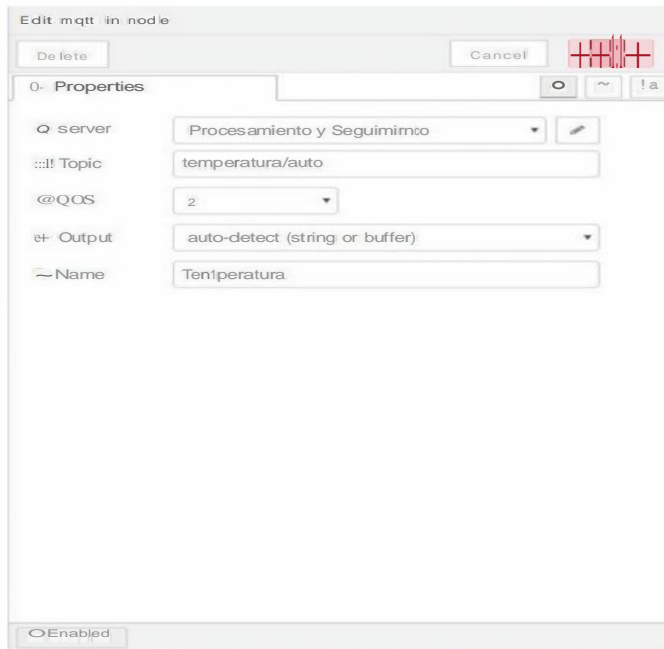 Edit mqtt in node
Delete Cancel
Properties
server Procesamiento y Seguimirnto
Topic temperatura/auto
@QOS 2
Output auto-detect (string or buffer)
Name Ten1peratura
Enabled